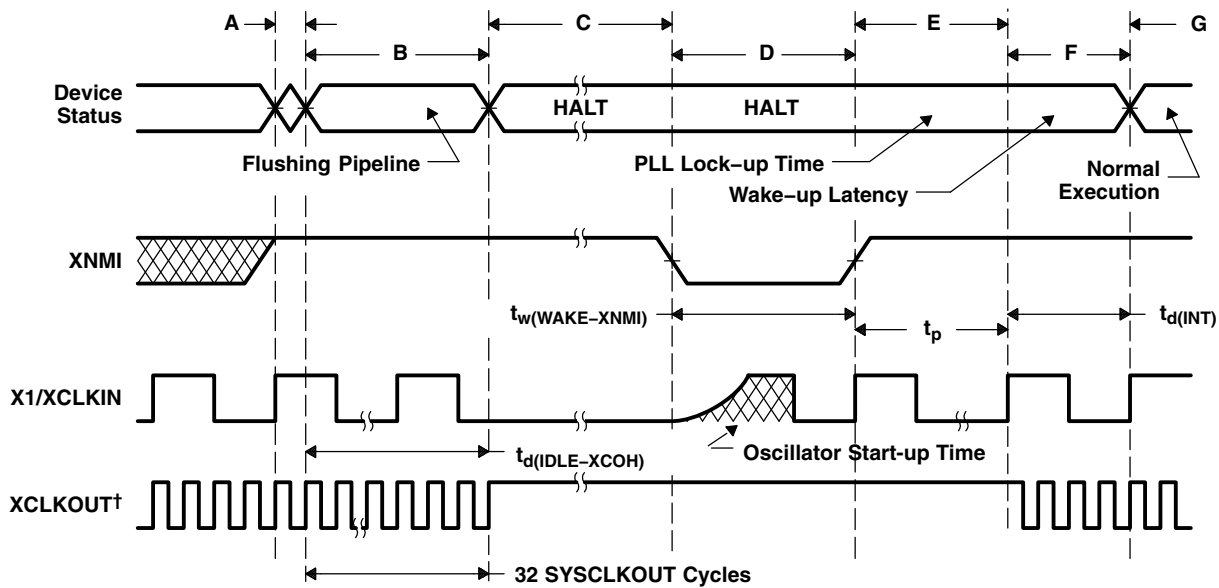 A
B
C
D
E
F
G
Device
Status
HALT
HALT
Flushing Pipeline
PLL Lock–up Time
Wake–up Latency
Normal
Execution
XNMI
tw(WAKE–XNMI)
tp
td(INT)
X1/XCLKIN
Oscillator Start-up Time
td(IDLE–XCOH)
XCLKOUT†
32 SYSCLKOUT Cycles